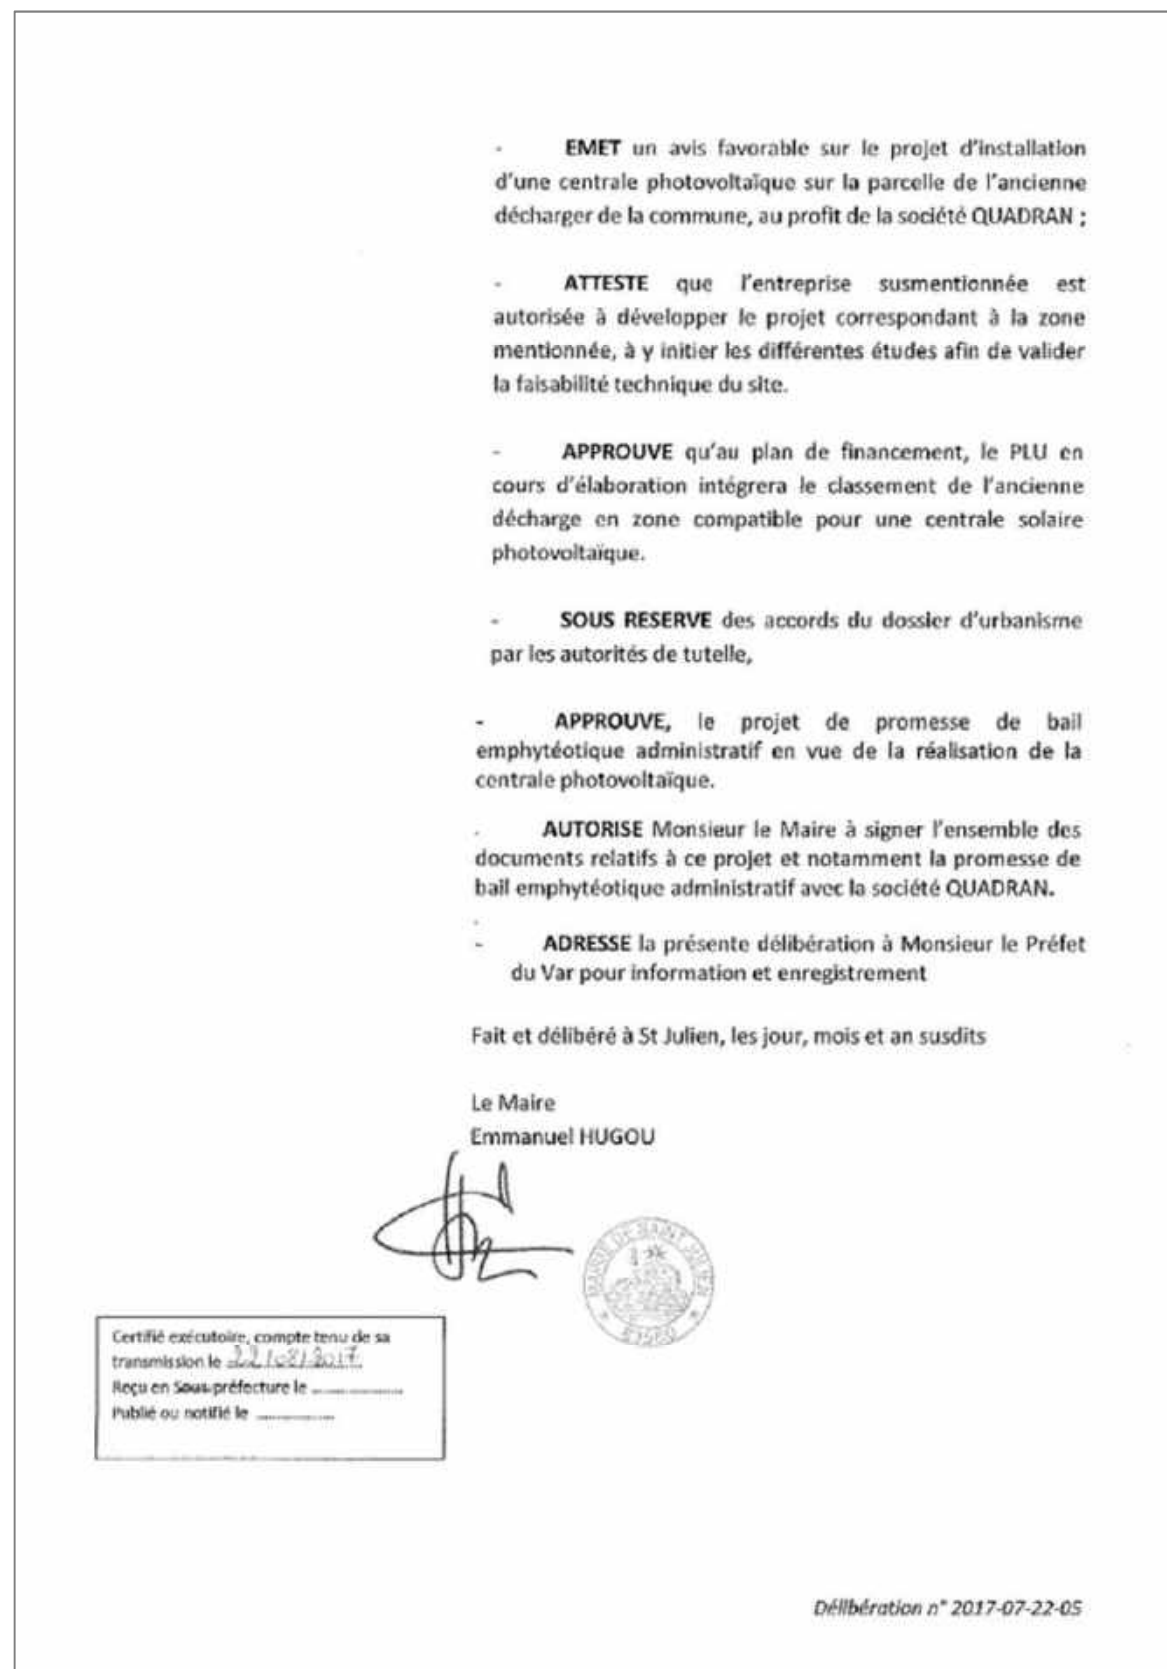 - EMET un avis favorable sur le projet d'installation
d'une centrale photovoltaïque sur la parcelle de l'ancienne
décharger de la commune, au profit de la société QUADRAN ;
- ATTESTE que l'entreprise susmentionnée est
autorisée à développer le projet correspondant à la zone
mentionnée, à y initier les différentes études afin de valider
la faisabilité technique du site.
- APPROUVE qu'au plan de financement, le PLU en
cours d'élaboration intégrera le classement de l'ancienne
décharge en zone compatible pour une centrale solaire
photovoltaïque.
- SOUS RESERVE des accords du dossier d'urbanisme
par les autorités de tutelle,
- APPROUVE, le projet de promesse de bail
emphytéotique administratif en vue de la réalisation de la
centrale photovoltaïque.
- AUTORISE Monsieur le Maire à signer l'ensemble des
documents relatifs à ce projet et notamment la promesse de
bail emphytéotique administratif avec la société QUADRAN.
-
- ADRESSE la présente délibération à Monsieur le Préfet
du Var pour information et enregistrement
Fait et délibéré à St Julien, les jour, mois et an susdits
Le Maire
Emmanuel HUGOU
MAIRIE DE SAINT JULIEN
* 83560 *
Certifié exécutoire, compte tenu de sa
transmission le 22/08/2017
Reçu en Sous-préfecture le ....................
Publié ou notifié le ................
Délibération n° 2017-07-22-05